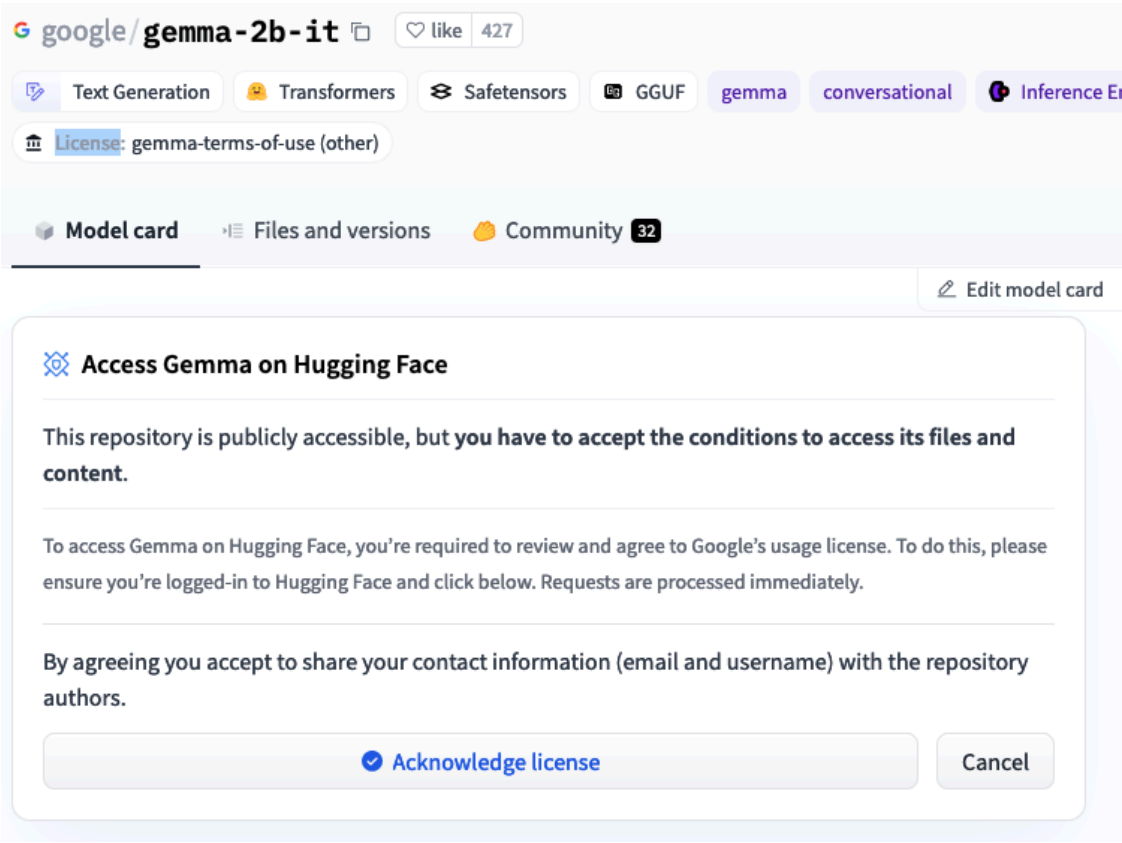 google/gemma-2b-it like 427
Text Generation Transformers Safetensors GGUF gemma conversational Inference
License: gemma-terms-of-use (other)
Model card Files and versions Community 32
Edit model card
Access Gemma on Hugging Face
This repository is publicly accessible, but you have to accept the conditions to access its files and
content.
To access Gemma on Hugging Face, you’re required to review and agree to Google’s usage license. To do this, please
ensure you’re logged-in to Hugging Face and click below. Requests are processed immediately.
By agreeing you accept to share your contact information (email and username) with the repository
authors.
Acknowledge license Cancel